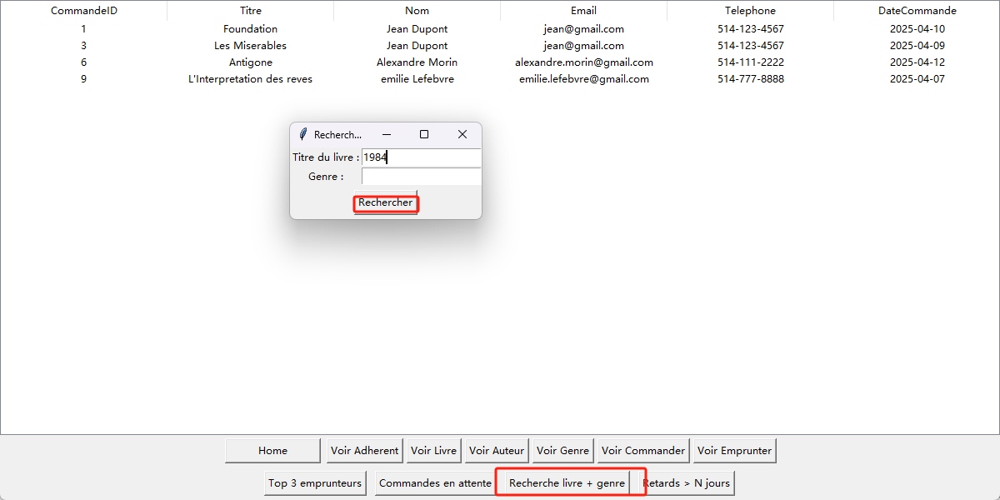 CommandeID Titre Nom Email Telephone DateCommande
1 Foundation Jean Dupont jean@gmail.com 514-123-4567 2025-04-10
3 Les Miserables Jean Dupont jean@gmail.com 514-123-4567 2025-04-09
6 Antigone Alexandre Morin alexandre.morin@gmail.com 514-111-2222 2025-04-12
9 L'Interpretation des reves emilie Lefebvre emilie.lefebvre@gmail.com 514-777-8888 2025-04-07
Recherch...
Titre du livre : 1984
Genre :
Rechercher
Home Voir Adherent Voir Livre Voir Auteur Voir Genre Voir Commander Voir Emprunter
Top 3 emprunteurs Commandes en attente Recherche livre + genre Retards > N jours